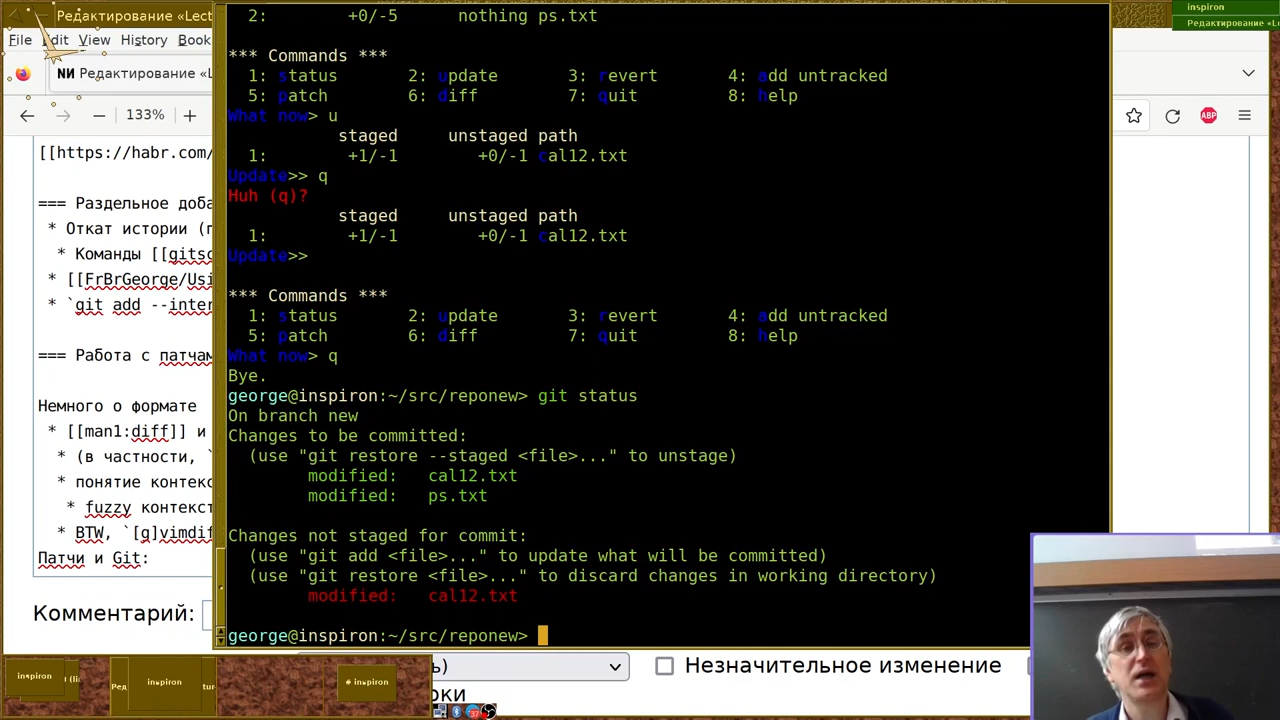 Редактирование «Lect
inspiron
Редактирование «Lec
File Edit View History Book
Редактирование «L
133%
[[https://habr.com/
=== Раздельное доба
* Откат истории (п
* Команды [[gitsc
* [[FrBrGeorge/Usi
* `git add --inter
=== Работа с патчам
Немного о формате
* [[man1:diff]] и
* (в частности, `
* понятие контекс
* fuzzy контекст
* BTW, `[q]vimdif
Патчи и Git:
Комментарий:
2: +0/-5 nothing ps.txt
*** Commands ***
1: status 2: update 3: revert 4: add untracked
5: patch 6: diff 7: quit 8: help
What now> u
staged unstaged path
1: +1/-1 +0/-1 cal12.txt
Update>> q
Huh (q)?
staged unstaged path
1: +1/-1 +0/-1 cal12.txt
Update>>
*** Commands ***
1: status 2: update 3: revert 4: add untracked
5: patch 6: diff 7: quit 8: help
What now> q
Bye.
george@inspiron:~/src/reponew> git status
On branch new
Changes to be committed:
(use "git restore --staged <file>..." to unstage)
modified: cal12.txt
modified: ps.txt
Changes not staged for commit:
(use "git add <file>..." to update what will be committed)
(use "git restore <file>..." to discard changes in working directory)
modified: cal12.txt
george@inspiron:~/src/reponew>
ABP
ь)
Незначительное изменение
рки
inspiron
Ред
inspiron
# inspiron